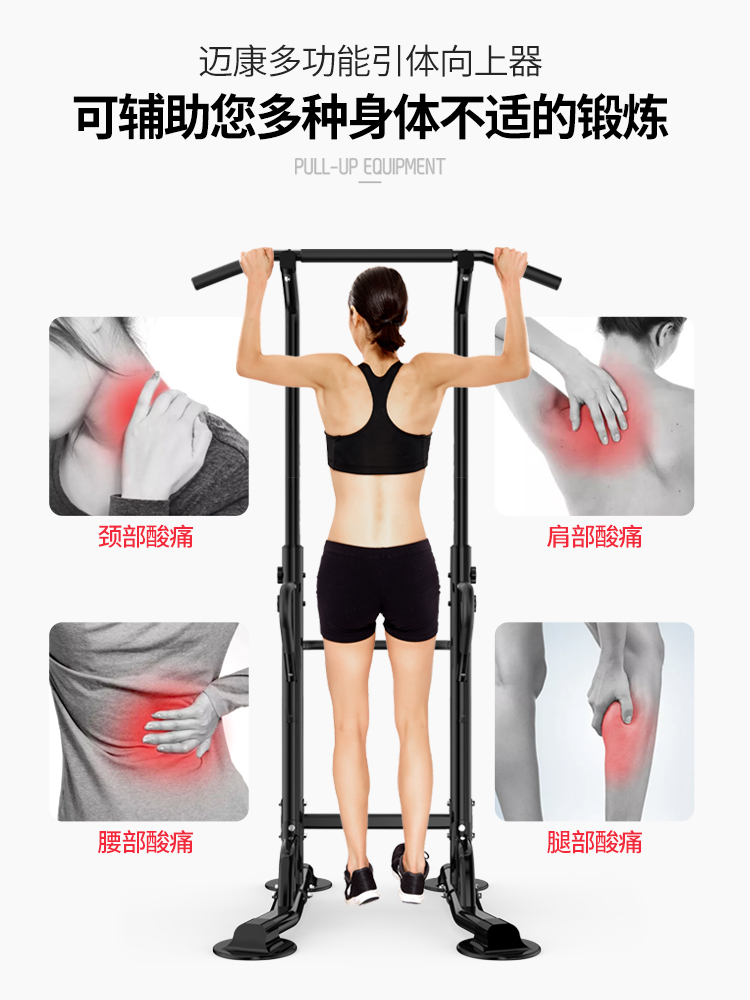 迈康多功能引体向上器
可辅助您多种身体不适的锻炼
PULL-UP EQUIPMENT
颈部酸痛
肩部酸痛
腰部酸痛
腿部酸痛